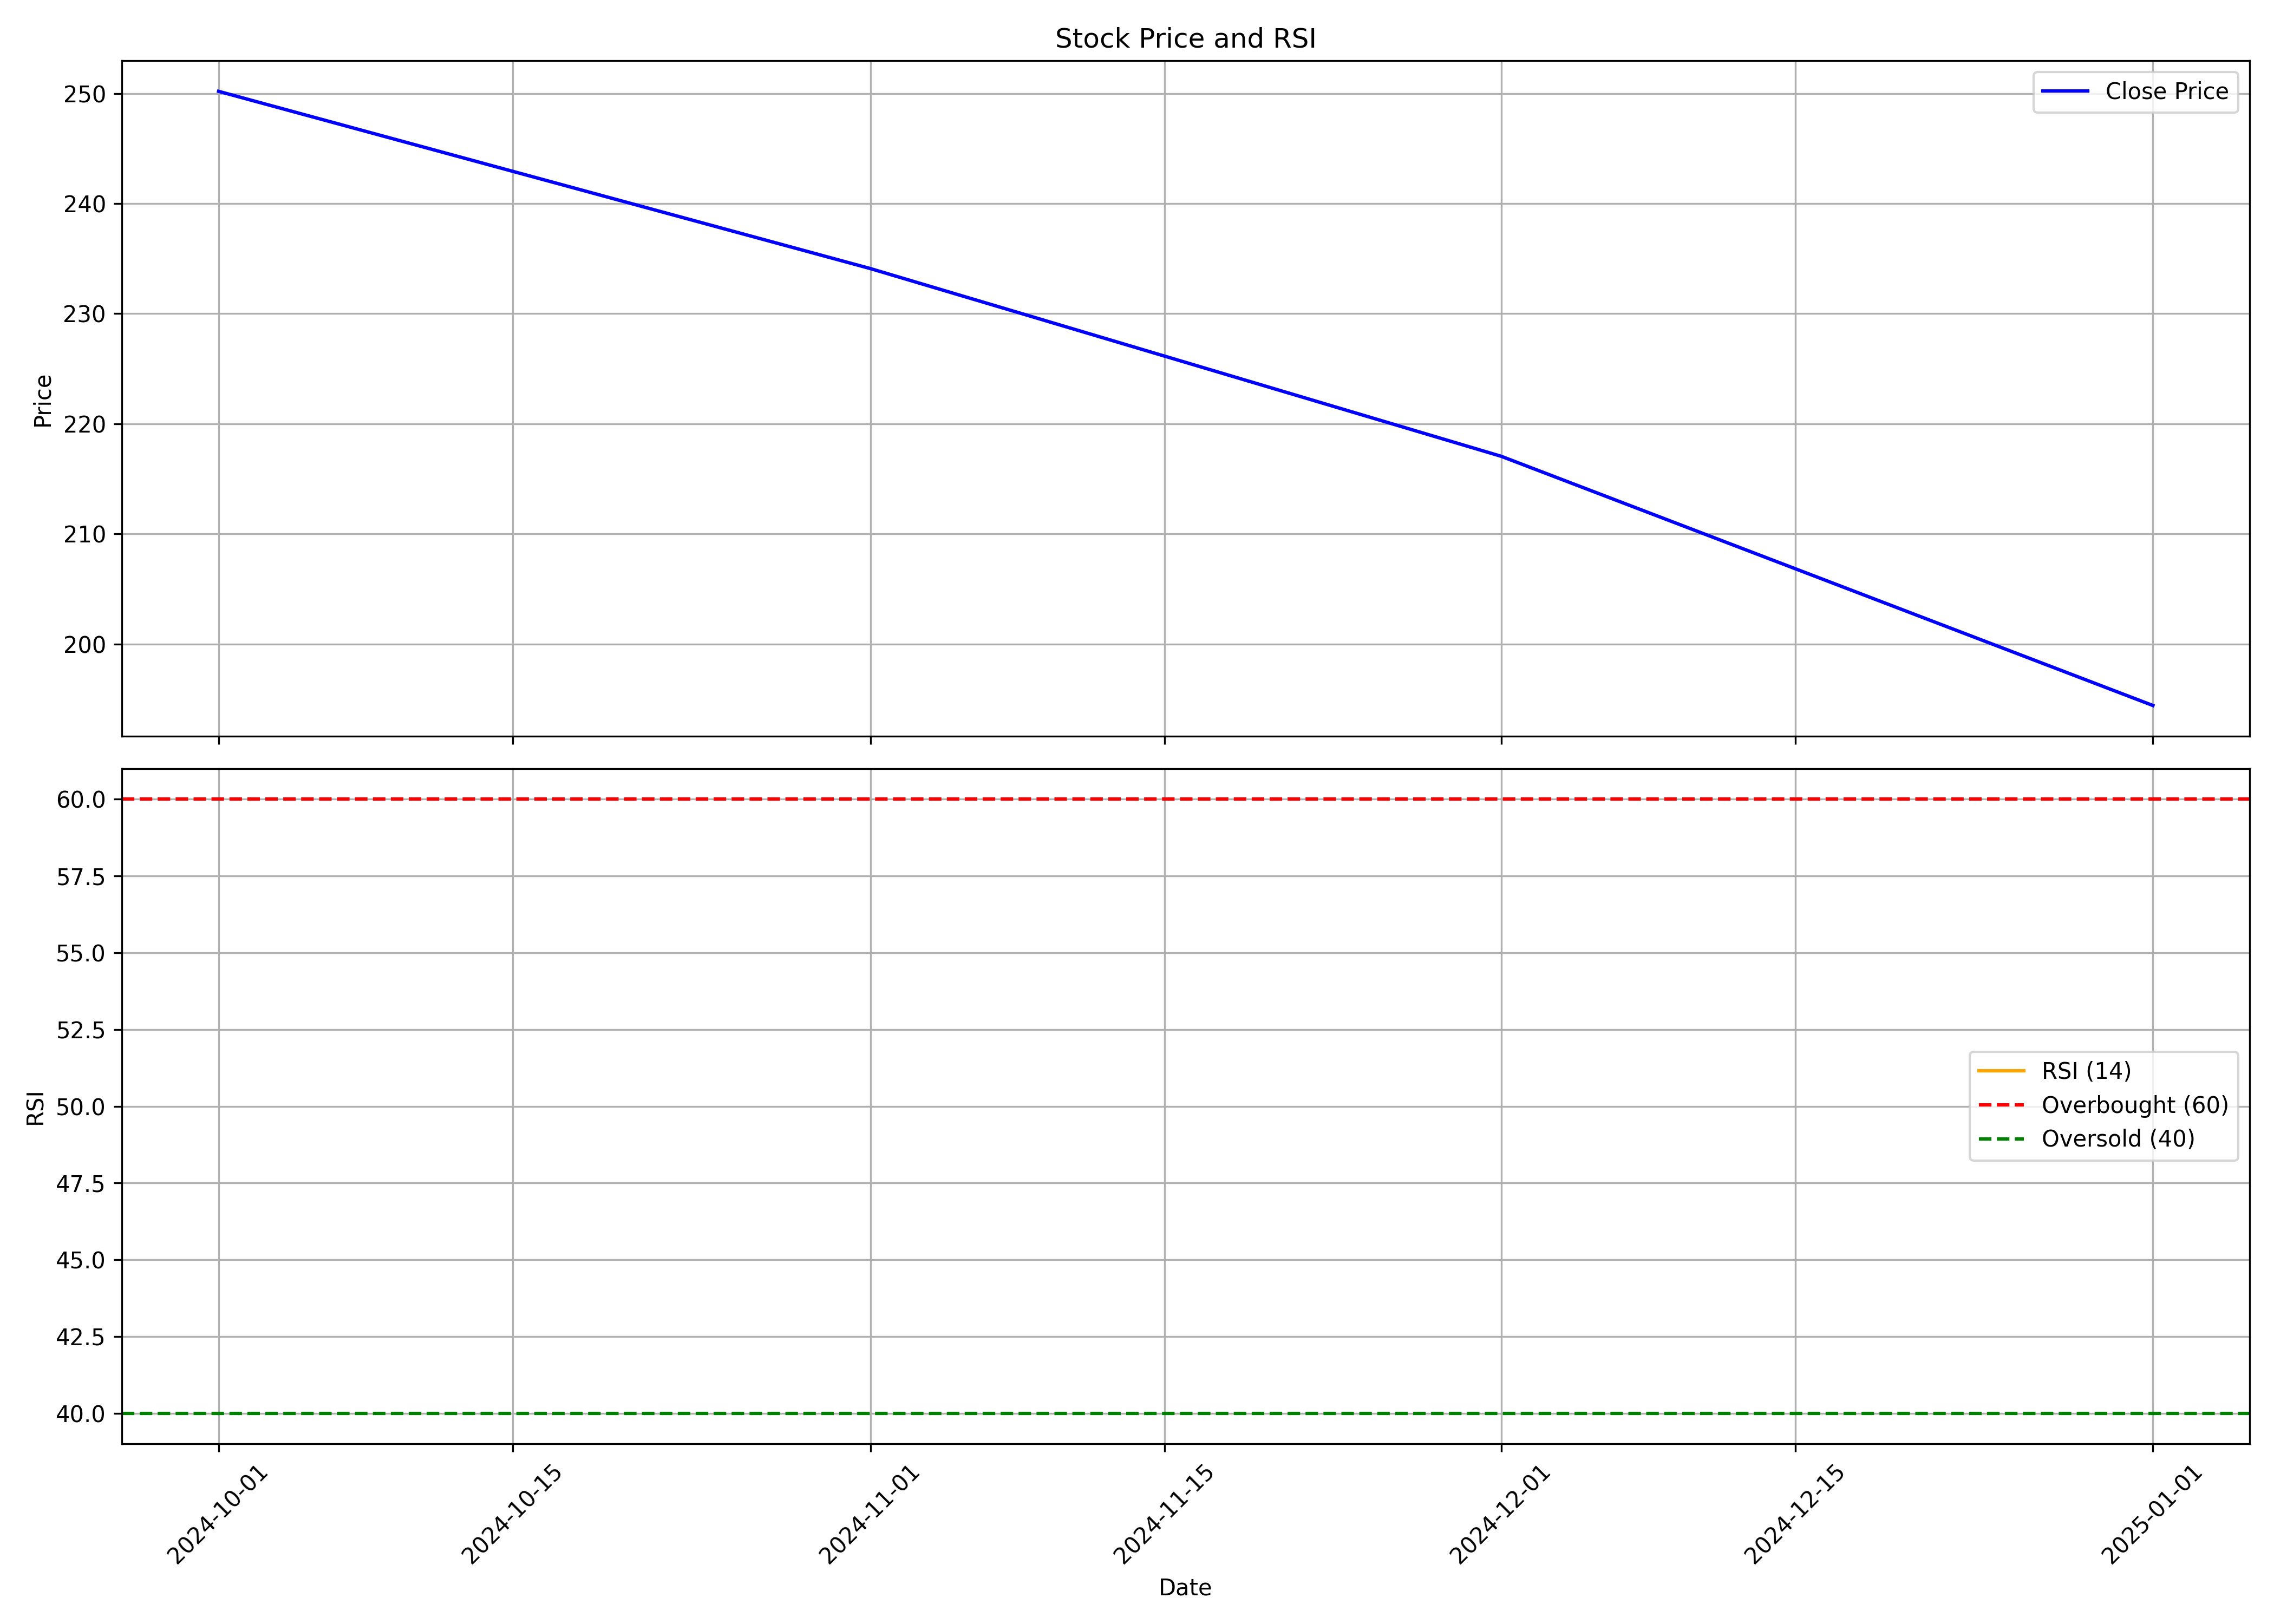 Stock Price and RSI
Close Price
250
240
230
220
210
200
Price
60.0
57.5
55.0
52.5
50.0
47.5
45.0
42.5
40.0
RSI
RSI (14)
Overbought (60)
Oversold (40)
2024-10-01
2024-10-15
2024-11-01
2024-11-15
2024-12-01
2024-12-15
2025-01-01
Date